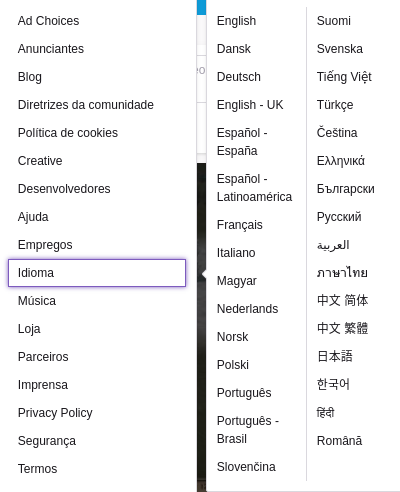 Ad Choices
Anunciantes
Blog
Diretrizes da comunidade
Política de cookies
Creative
Desenvolvedores
Ajuda
Empregos
Idioma
Música
Loja
Parceiros
Imprensa
Privacy Policy
Segurança
Termos
English
Dansk
Deutsch
English - UK
Español -
España
Español -
Latinoamérica
Français
Italiano
Magyar
Nederlands
Norsk
Polski
Português
Português -
Brasil
Slovenčina
Suomi
Svenska
Tiếng Việt
Türkçe
Čeština
Ελληνικά
Български
Русский
العربية
ภาษาไทย
中文 简体
中文 繁體
日本語
한국어
हिंदी
Română